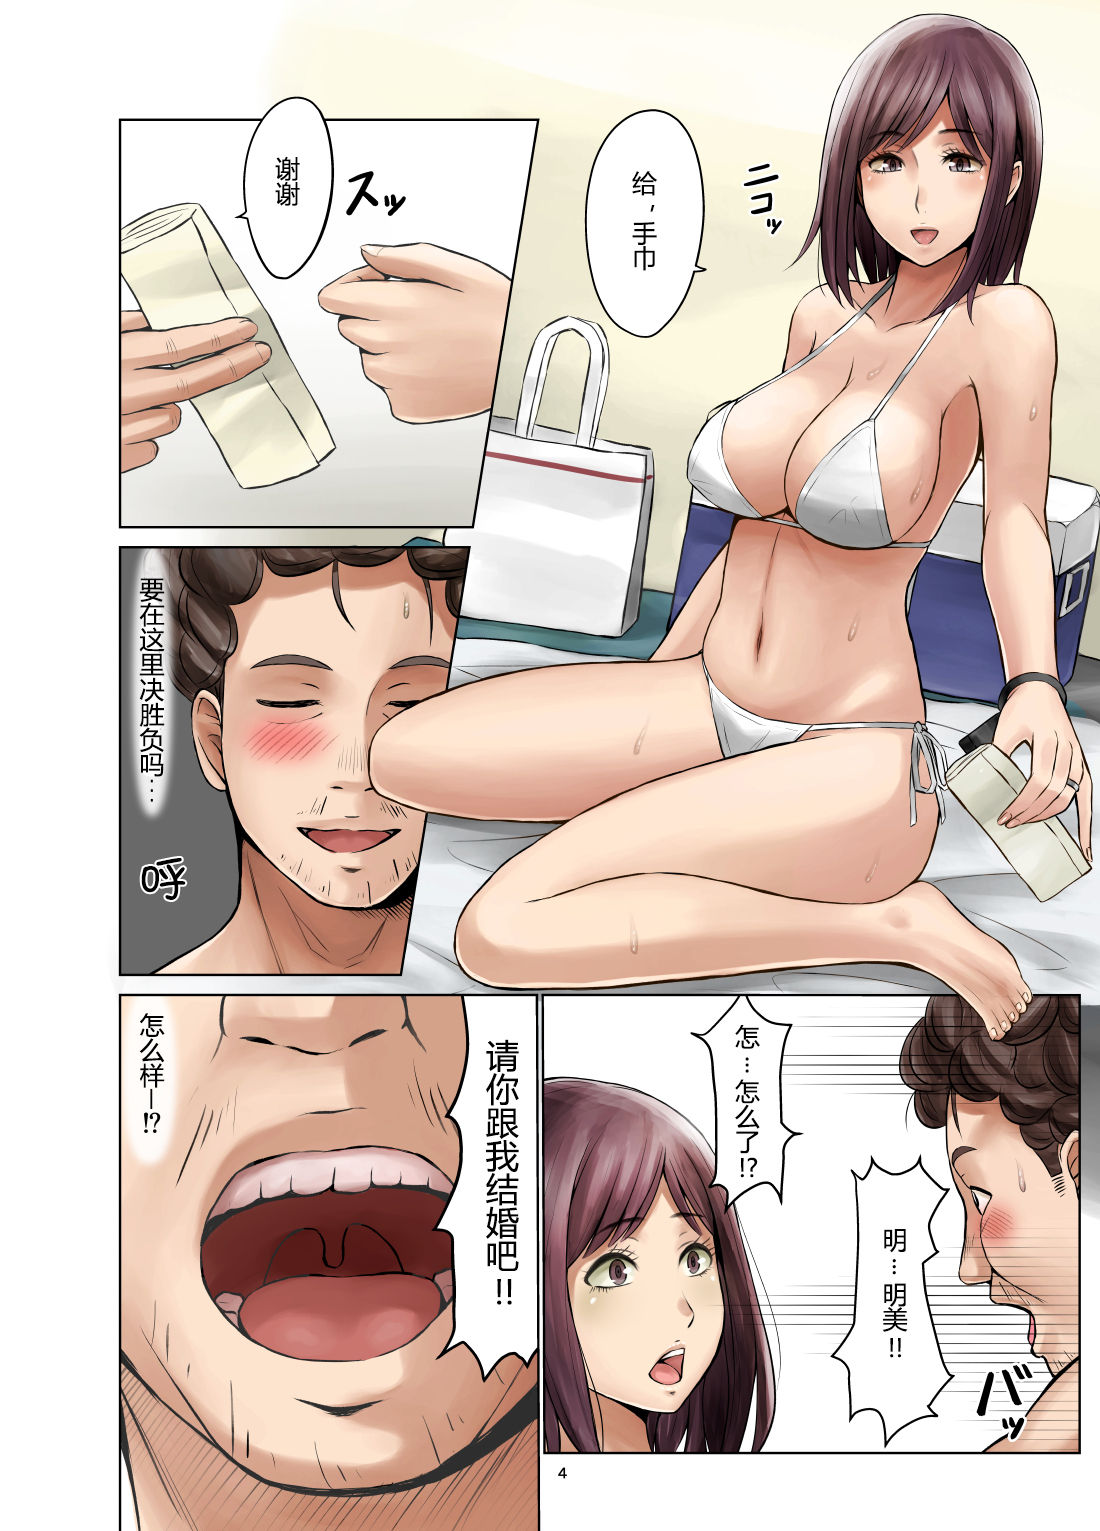 ニコッ
给，手巾
スッ
谢谢
要在这里决胜负吗…
呼
バッ
明…明美!!
怎…怎么了!?
请你跟我结婚吧!!
怎么样—!?
4